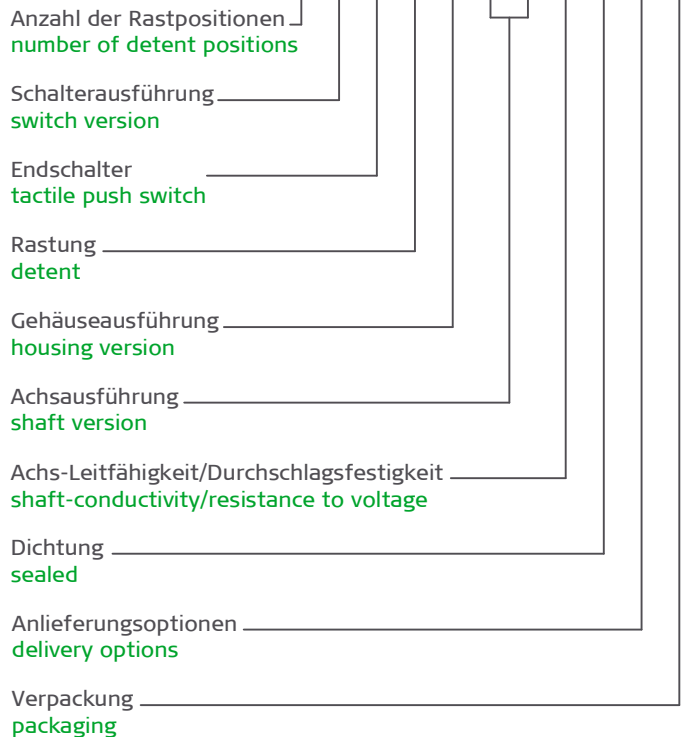 Anzahl der Rastpositionen
number of detent positions
Schalterausführung
switch version
Endschalter
tactile push switch
Rastung
detent
Gehäuseausführung
housing version
Achsausführung
shaft version
Achs-Leitfähigkeit/Durchschlagsfestigkeit
shaft-conductivity/resistance to voltage
Dichtung
sealed
Anlieferungsoptionen
delivery options
Verpackung
packaging